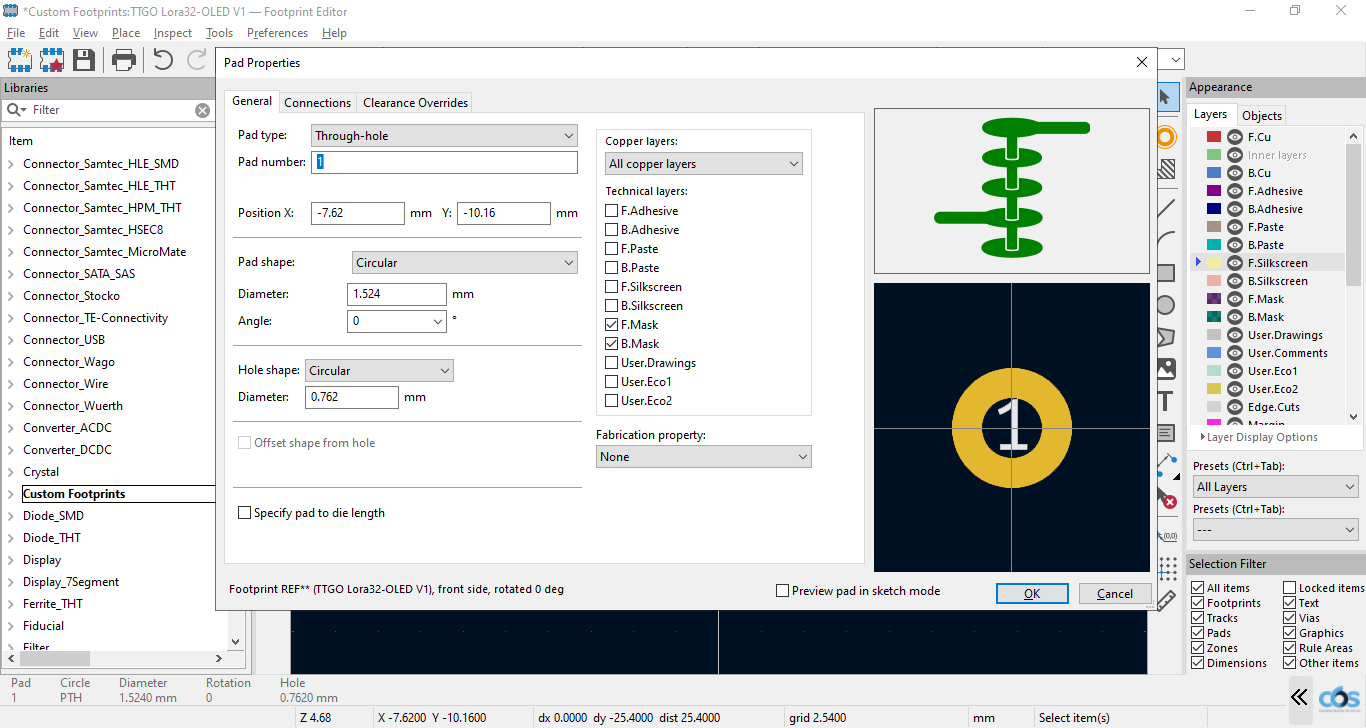 *Custom Footprints:TTGO Lora32-OLED V1 — Footprint Editor
File Edit View Place Inspect Tools Preferences Help
Libraries
Filter
Item
Connector_Samtec_HLE_SMD
Connector_Samtec_HLE_THT
Connector_Samtec_HPM_THT
Connector_Samtec_HSEC8
Connector_Samtec_MicroMate
Connector_SATA_SAS
Connector_Stocko
Connector_TE-Connectivity
Connector_USB
Connector_Wago
Connector_Wire
Connector_Wuerth
Converter_ACDC
Converter_DCDC
Crystal
Custom Footprints
Diode_SMD
Diode_THT
Display
Display_7Segment
Ferrite_THT
Fiducial
Filter
Pad Properties
General Connections Clearance Overrides
Pad type: Through-hole
Pad number: 1
Position X: -7.62 mm Y: -10.16 mm
Pad shape: Circular
Diameter: 1.524 mm
Angle: 0 °
Hole shape: Circular
Diameter: 0.762 mm
Offset shape from hole
Specify pad to die length
Copper layers:
All copper layers
Technical layers:
F.Adhesive
B.Adhesive
F.Paste
B.Paste
F.Silkscreen
B.Silkscreen
F.Mask
B.Mask
User.Drawings
User.Eco1
User.Eco2
Fabrication property:
None
1
Footprint REF** (TTGO Lora32-OLED V1), front side, rotated 0 deg
Preview pad in sketch mode
OK Cancel
T
(0,0)
Appearance
Layers Objects
F.Cu
Inner layers
B.Cu
F.Adhesive
B.Adhesive
F.Paste
B.Paste
F.Silkscreen
B.Silkscreen
F.Mask
B.Mask
User.Drawings
User.Comments
User.Eco1
User.Eco2
Edge.Cuts
Margin
Layer Display Options
Presets (Ctrl+Tab):
All Layers
Presets (Ctrl+Tab):
---
Selection Filter
All items Locked items
Footprints Text
Tracks Vias
Pads Graphics
Zones Rule Areas
Dimensions Other items
Pad Circle Diameter Rotation Hole
1 PTH 1.5240 mm 0 0.7620 mm
Z 4.68 X -7.6200 Y -10.1600 dx 0.0000 dy -25.4000 dist 25.4000 grid 2.5400 mm Select item(s)